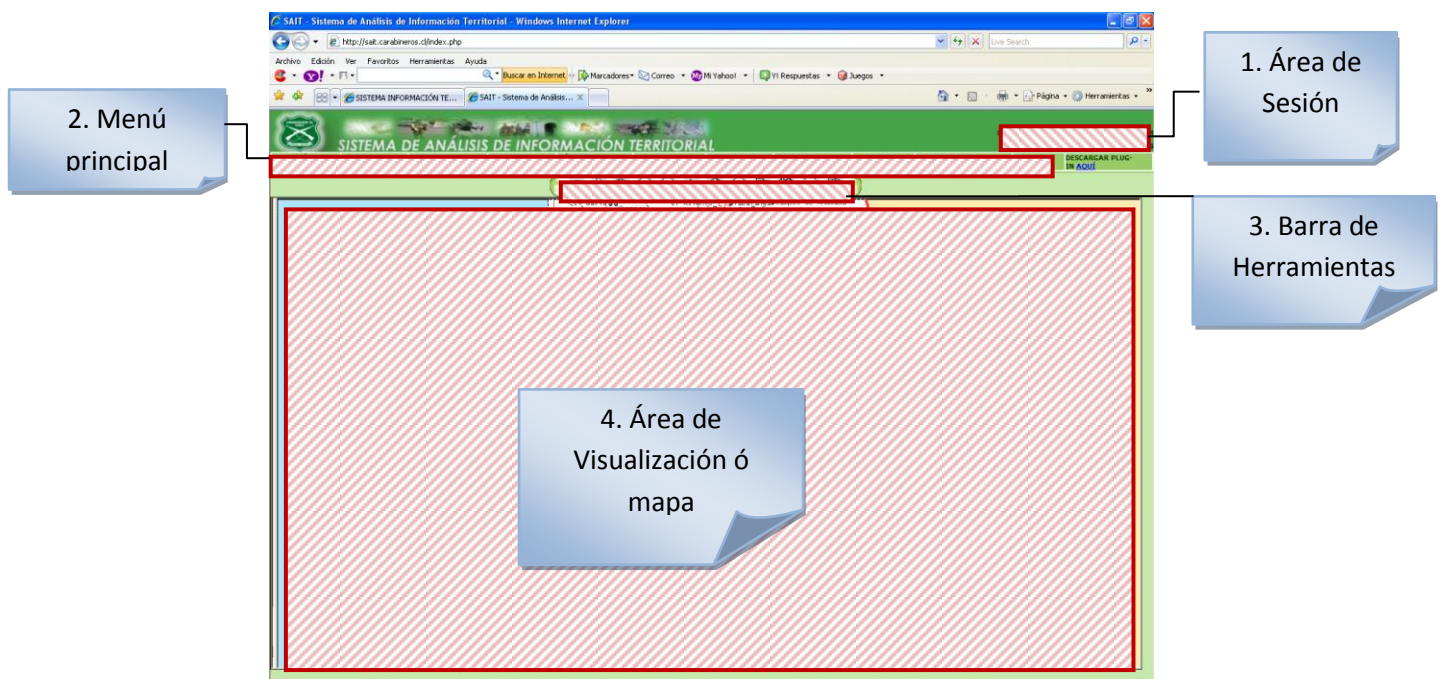 SAIT - Sistema de Análisis de Información Territorial - Windows Internet Explorer
http://sait.carabineros.cl/index.php
Live Search
Archivo Edición Ver Favoritos Herramientas Ayuda
Buscar en Internet Marcadores Correo Mi Yahoo! Y! Respuestas Juegos
SISTEMA INFORMACIÓN TE... SAIT - Sistema de Análisis... Página Herramientas
SISTEMA DE ANÁLISIS DE INFORMACIÓN TERRITORIAL
DESCARGAR PLUG-
IN AQUÍ
1. Área de
Sesión
2. Menú
principal
3. Barra de
Herramientas
4. Área de
Visualización ó
mapa